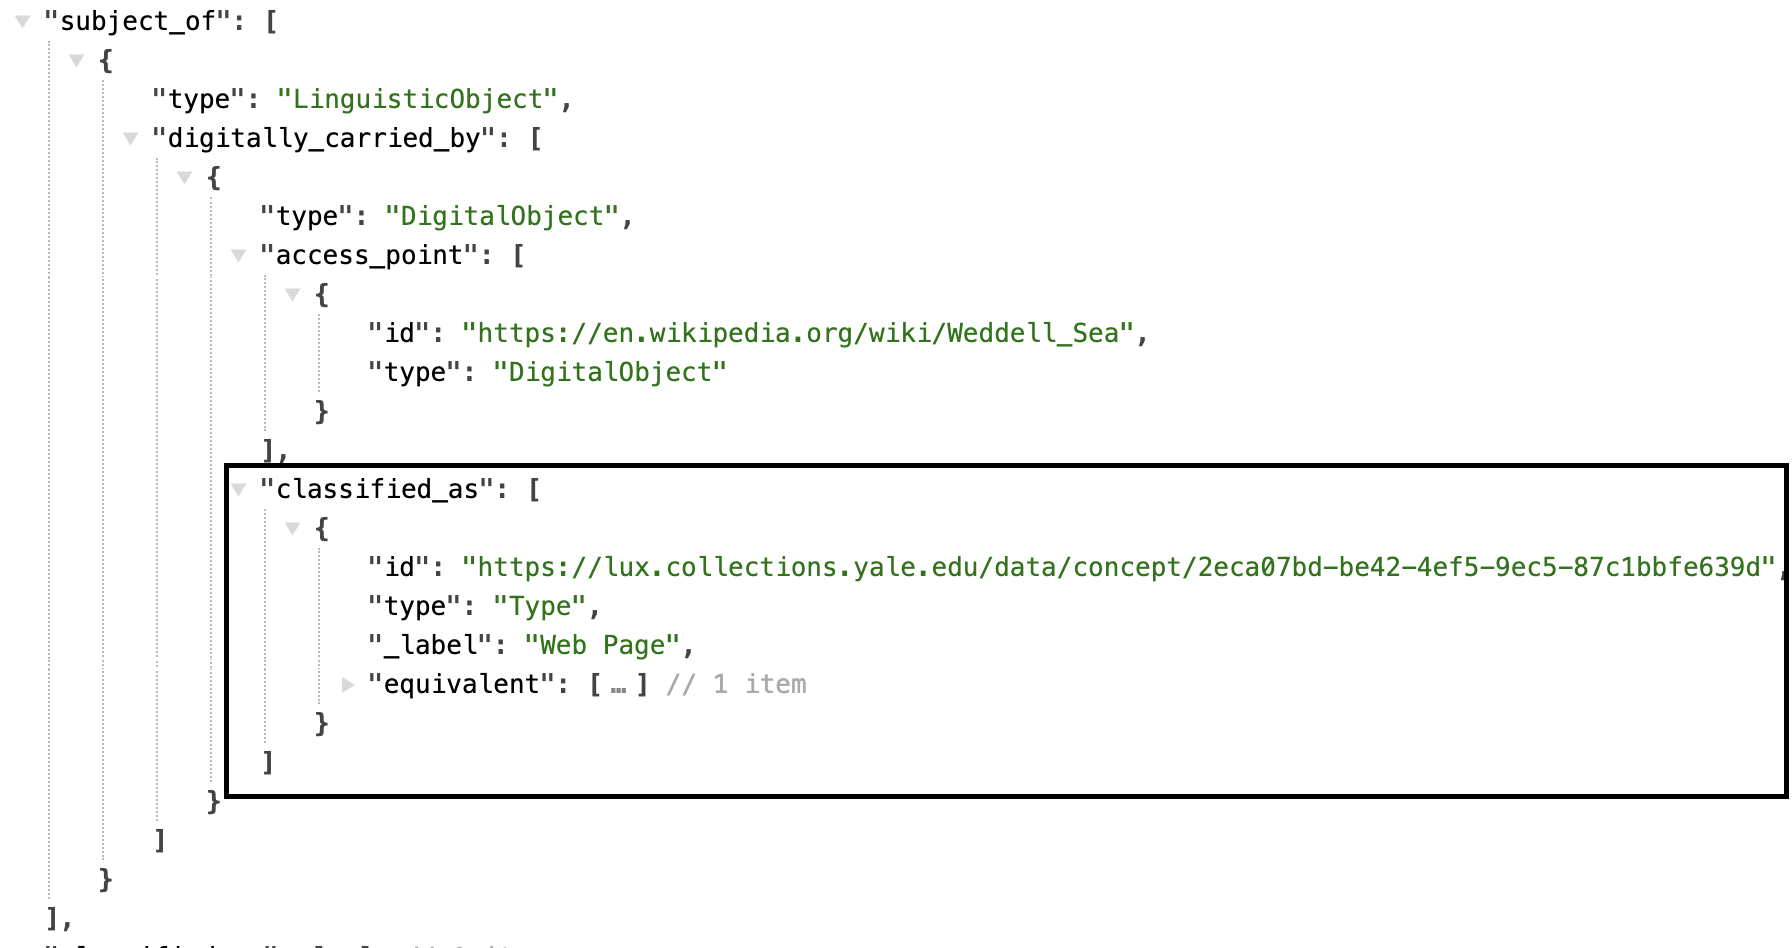 "subject_of": [
{
"type": "LinguisticObject",
"digitally_carried_by": [
{
"type": "DigitalObject",
"access_point": [
{
"id": "https://en.wikipedia.org/wiki/Weddell_Sea",
"type": "DigitalObject"
}
],
"classified_as": [
{
"id": "https://lux.collections.yale.edu/data/concept/2eca07bd-be42-4ef5-9ec5-87c1bbfe639d",
"type": "Type",
"_label": "Web Page",
"equivalent": [ … ] // 1 item
}
]
}
]
}
],